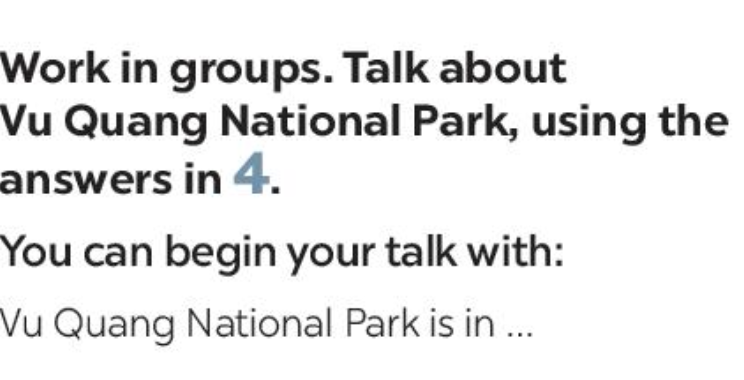 Work in groups. Talk about
Vu Quang National Park, using the
answers in 4.
You can begin your talk with:
Vu Quang National Park is in ...